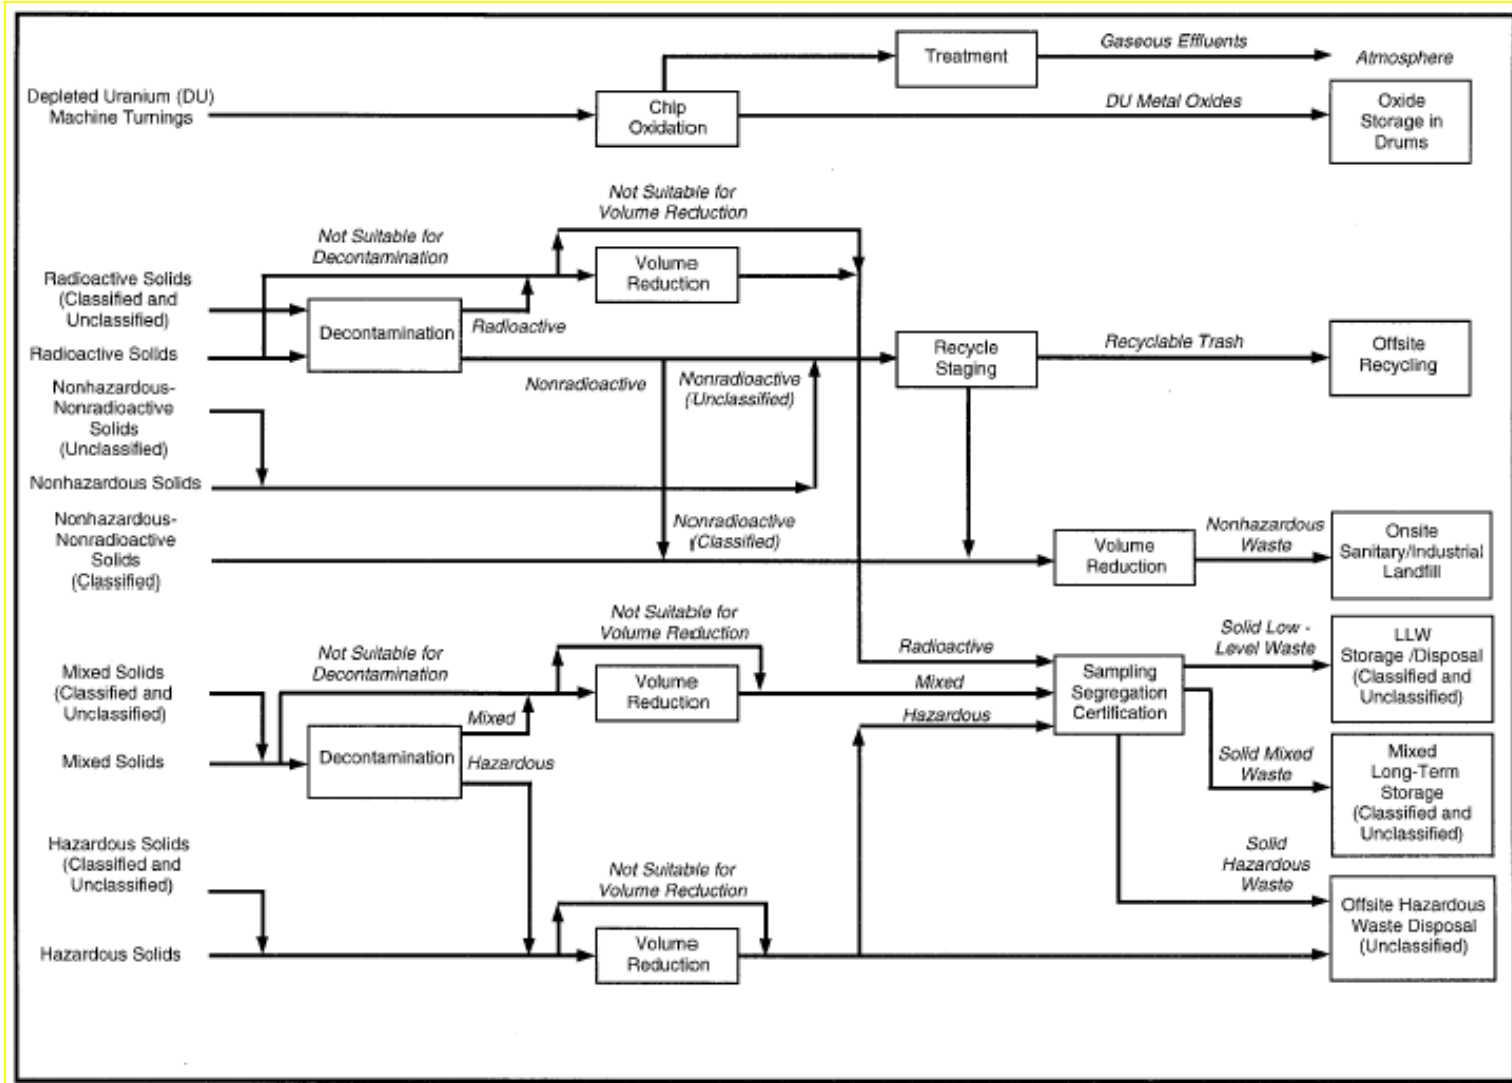 Gaseous Effluents
Treatment
Atmosphere
Depleted Uranium (DU)
Machine Turnings
Chip
Oxidation
DU Metal Oxides
Oxide
Storage in
Drums
Not Suitable for
Volume Reduction
Not Suitable for
Decontamination
Volume
Reduction
Radioactive Solids
(Classified and
Unclassified)
Decontamination
Radioactive
Radioactive Solids
Nonradioactive
Nonradioactive
(Unclassified)
Recycle
Staging
Recyclable Trash
Offsite
Recycling
Nonhazardous-
Nonradioactive
Solids
(Unclassified)
Nonhazardous Solids
Nonhazardous-
Nonradioactive
Solids
(Classified)
Nonradioactive
(Classified)
Volume
Reduction
Nonhazardous
Waste
Onsite
Sanitary/Industrial
Landfill
Not Suitable for
Volume Reduction
Not Suitable for
Decontamination
Mixed Solids
(Classified and
Unclassified)
Volume
Reduction
Mixed
Mixed Solids
Decontamination
Hazardous
Radioactive
Mixed
Hazardous
Sampling
Segregation
Certification
Solid Low -
Level Waste
LLW
Storage /Disposal
(Classified and
Unclassified)
Solid Mixed
Waste
Mixed
Long-Term
Storage
(Classified and
Unclassified)
Hazardous Solids
(Classified and
Unclassified)
Not Suitable for
Volume Reduction
Solid
Hazardous
Waste
Hazardous Solids
Volume
Reduction
Offsite Hazardous
Waste Disposal
(Unclassified)